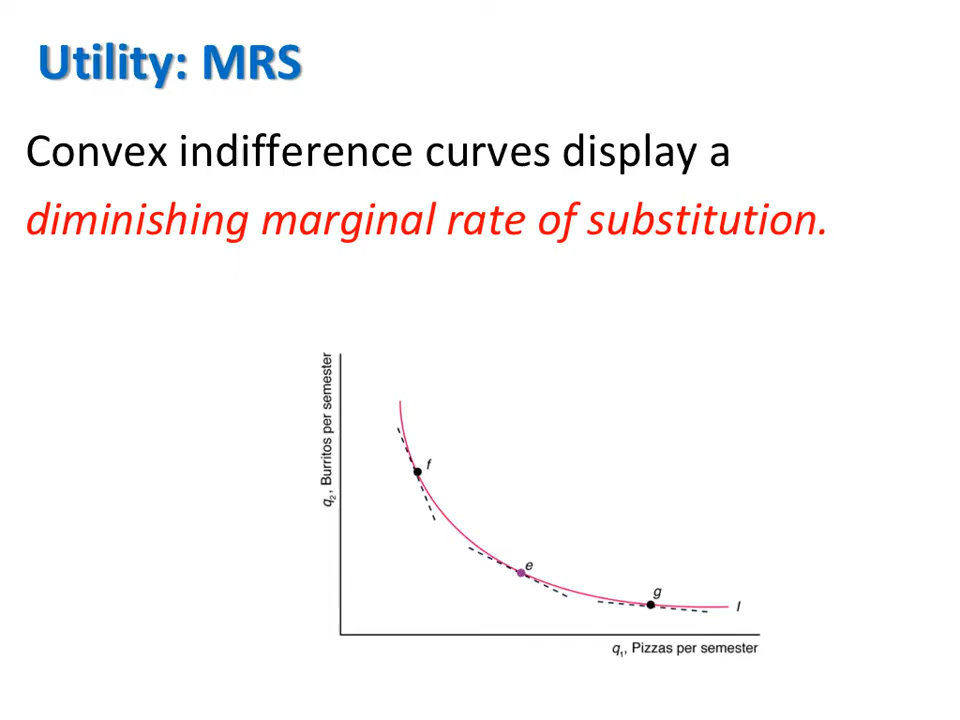 Utility: MRS
Convex indifference curves display a
diminishing marginal rate of substitution.
q2, Burritos per semester
f
e
g
I
q1, Pizzas per semester